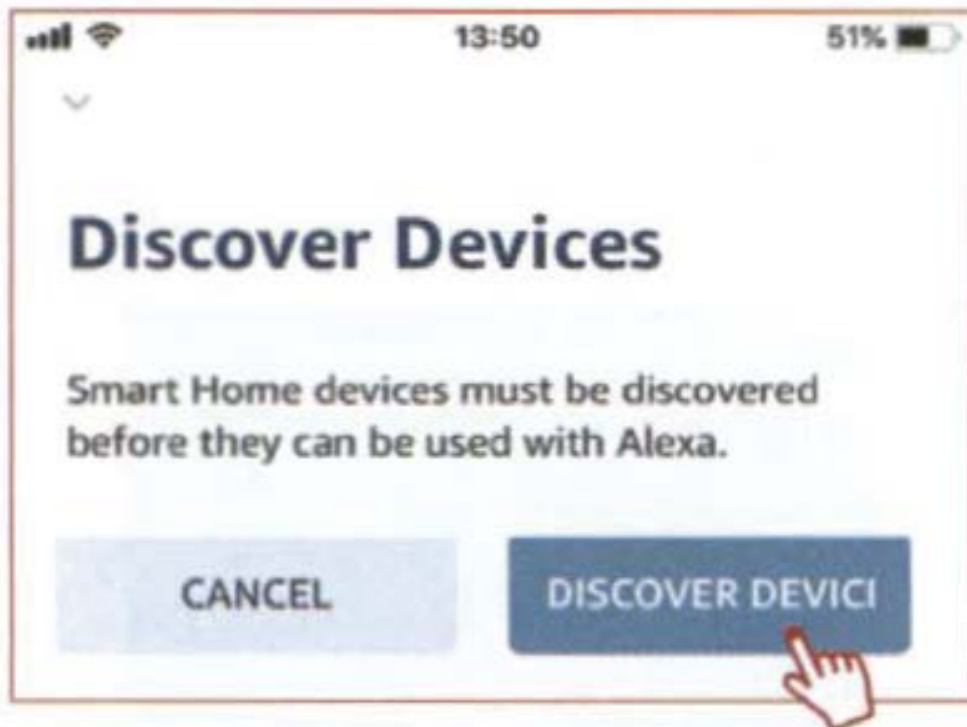 13:50
51%
Discover Devices
Smart Home devices must be discovered
before they can be used with Alexa.
CANCEL
DISCOVER DEVICI